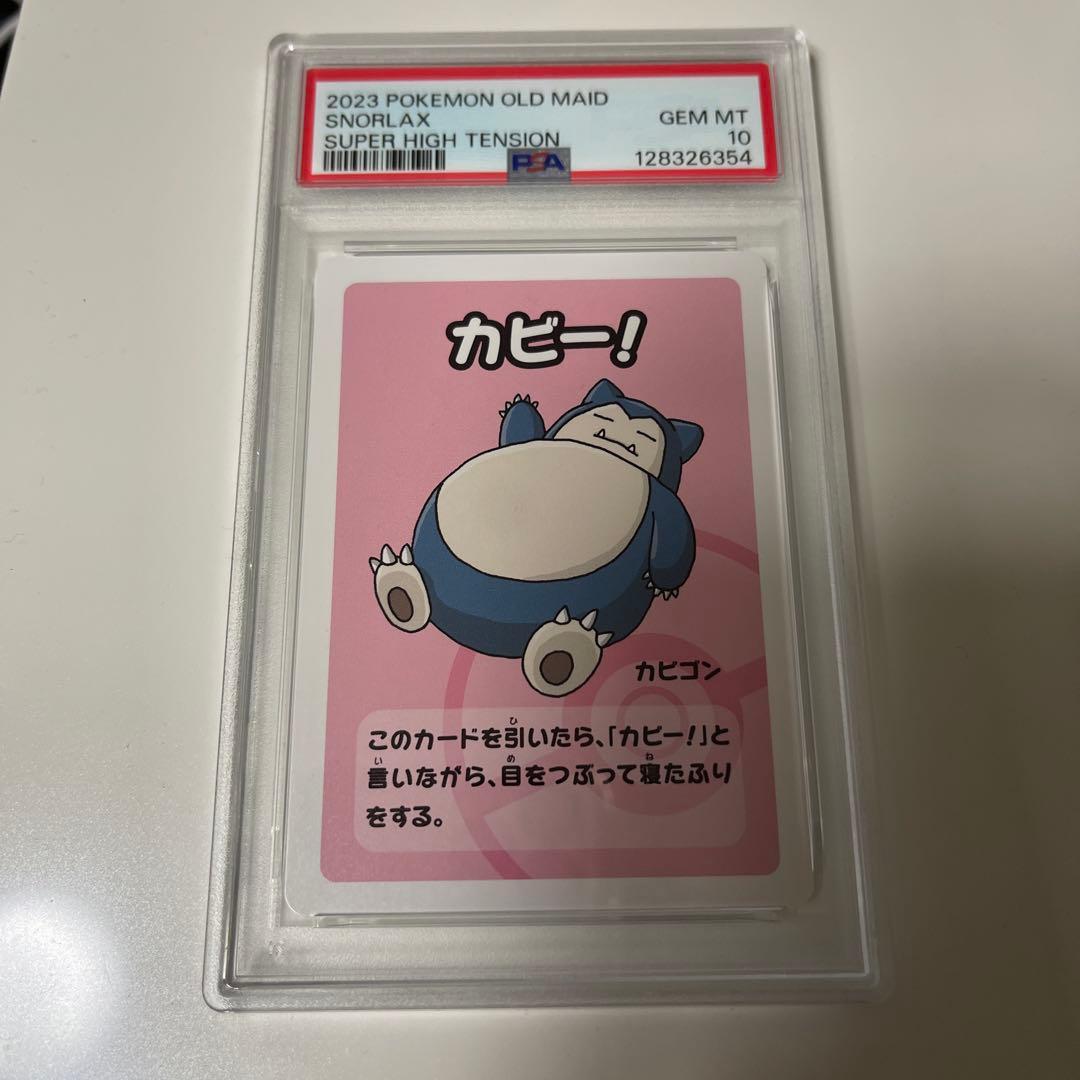 2023 POKEMON OLD MAID
SNORLAX GEM MT
SUPER HIGH TENSION 10
PSA 128326354
カビー!
カビゴン
このカードを引いたら、「カビー!」と
言いながら、目をつぶって寝たふり
をする。